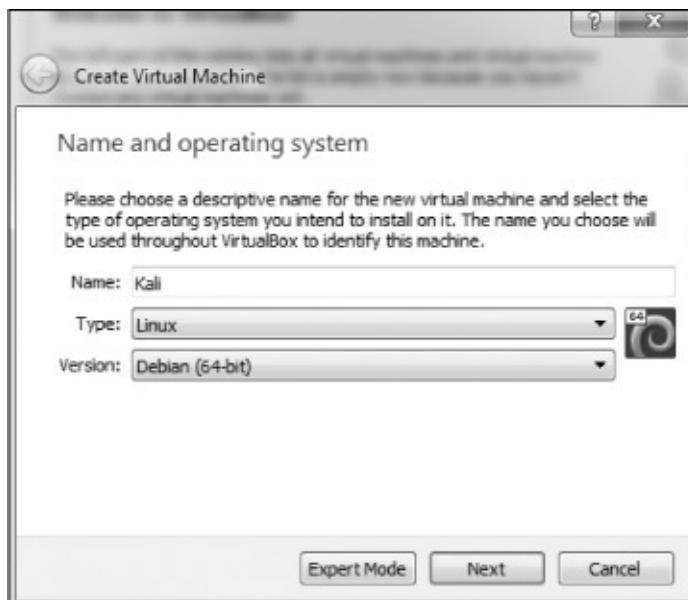 Create Virtual Machine
Name and operating system
Please choose a descriptive name for the new virtual machine and select the
type of operating system you intend to install on it. The name you choose will
be used throughout VirtualBox to identify this machine.
Name: Kali
Type: Linux
64
Version: Debian (64-bit)
Expert Mode Next Cancel